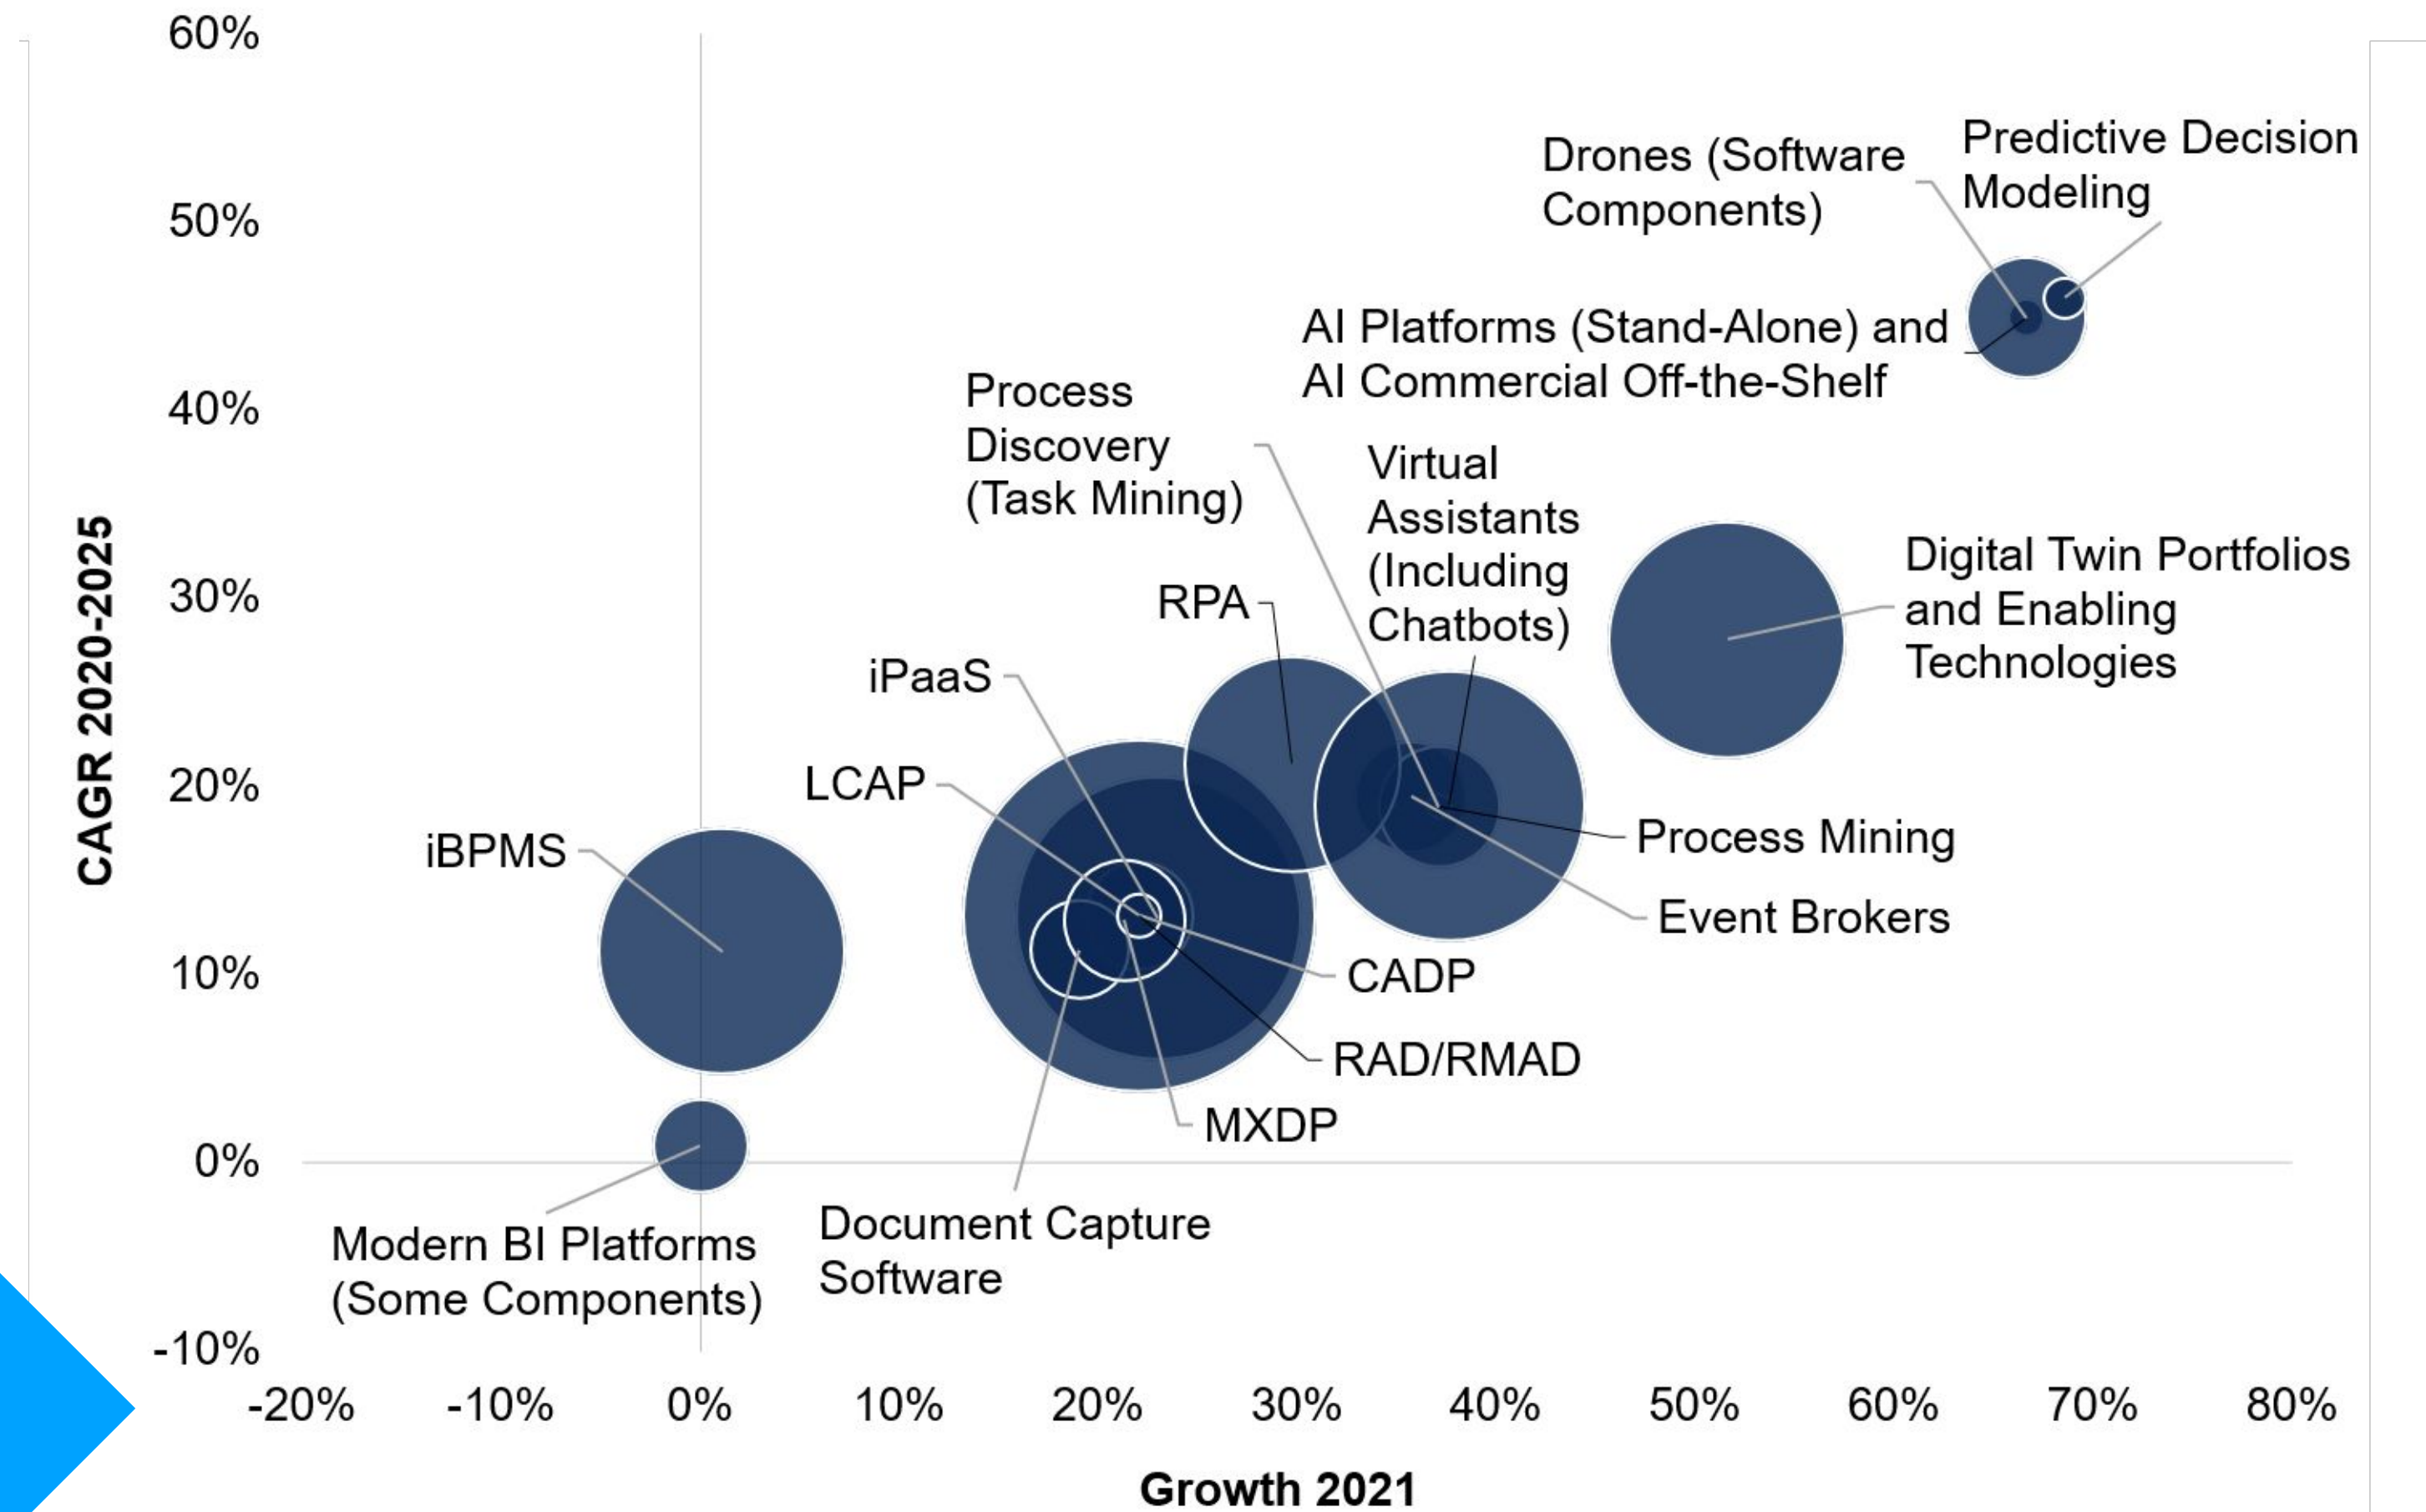 60%
50%
40%
30%
20%
10%
0%
-10%
CAGR 2020-2025
Drones (Software
Components)
Predictive Decision
Modeling
AI Platforms (Stand-Alone) and
AI Commercial Off-the-Shelf
Process
Discovery
(Task Mining)
Virtual
Assistants
(Including
Chatbots)
Digital Twin Portfolios
and Enabling
Technologies
RPA
iPaaS
LCAP
iBPMS
Process Mining
Event Brokers
CADP
RAD/RMAD
MXDP
Document Capture
Software
Modern BI Platforms
(Some Components)
-20%
-10%
0%
10%
20%
30%
40%
50%
60%
70%
80%
Growth 2021